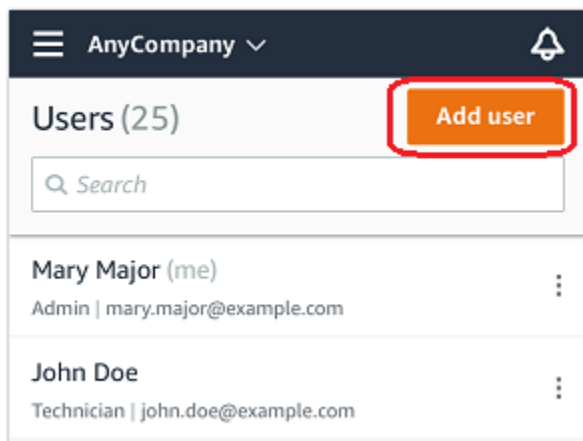 AnyCompany
Users (25)
Add user
Search
Mary Major (me)
Admin | mary.major@example.com
John Doe
Technician | john.doe@example.com